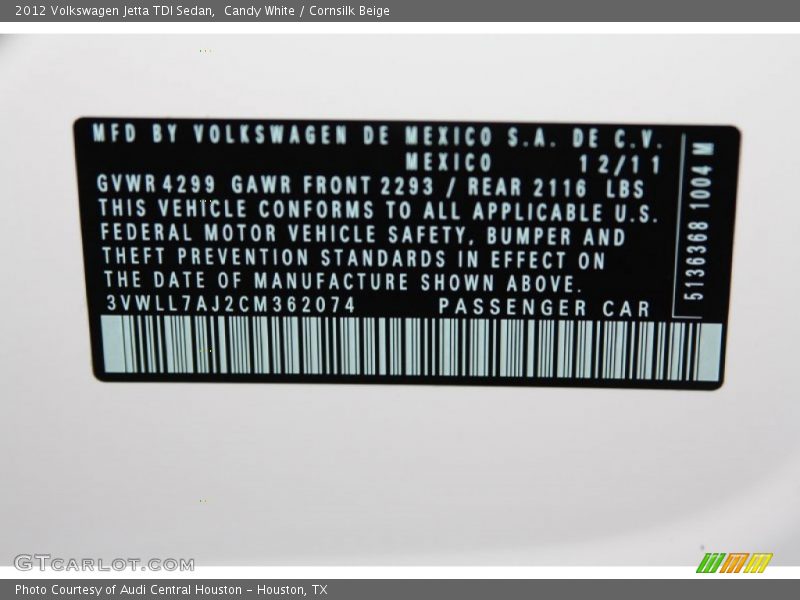 2012 Volkswagen Jetta TDI Sedan,  Candy White / Cornsilk Beige
MFD BY VOLKSWAGEN DE MEXICO S.A. DE C.V.
MEXICO 12/11
GVWR 4299 GAWR FRONT 2293 / REAR 2116 LBS
THIS VEHICLE CONFORMS TO ALL APPLICABLE U.S.
FEDERAL MOTOR VEHICLE SAFETY, BUMPER AND
THEFT PREVENTION STANDARDS IN EFFECT ON
THE DATE OF MANUFACTURE SHOWN ABOVE.
3VWLL7AJ2CM362074 PASSENGER CAR
5136368 1004 M
GTCARLOT.COM
Photo Courtesy of Audi Central Houston - Houston, TX